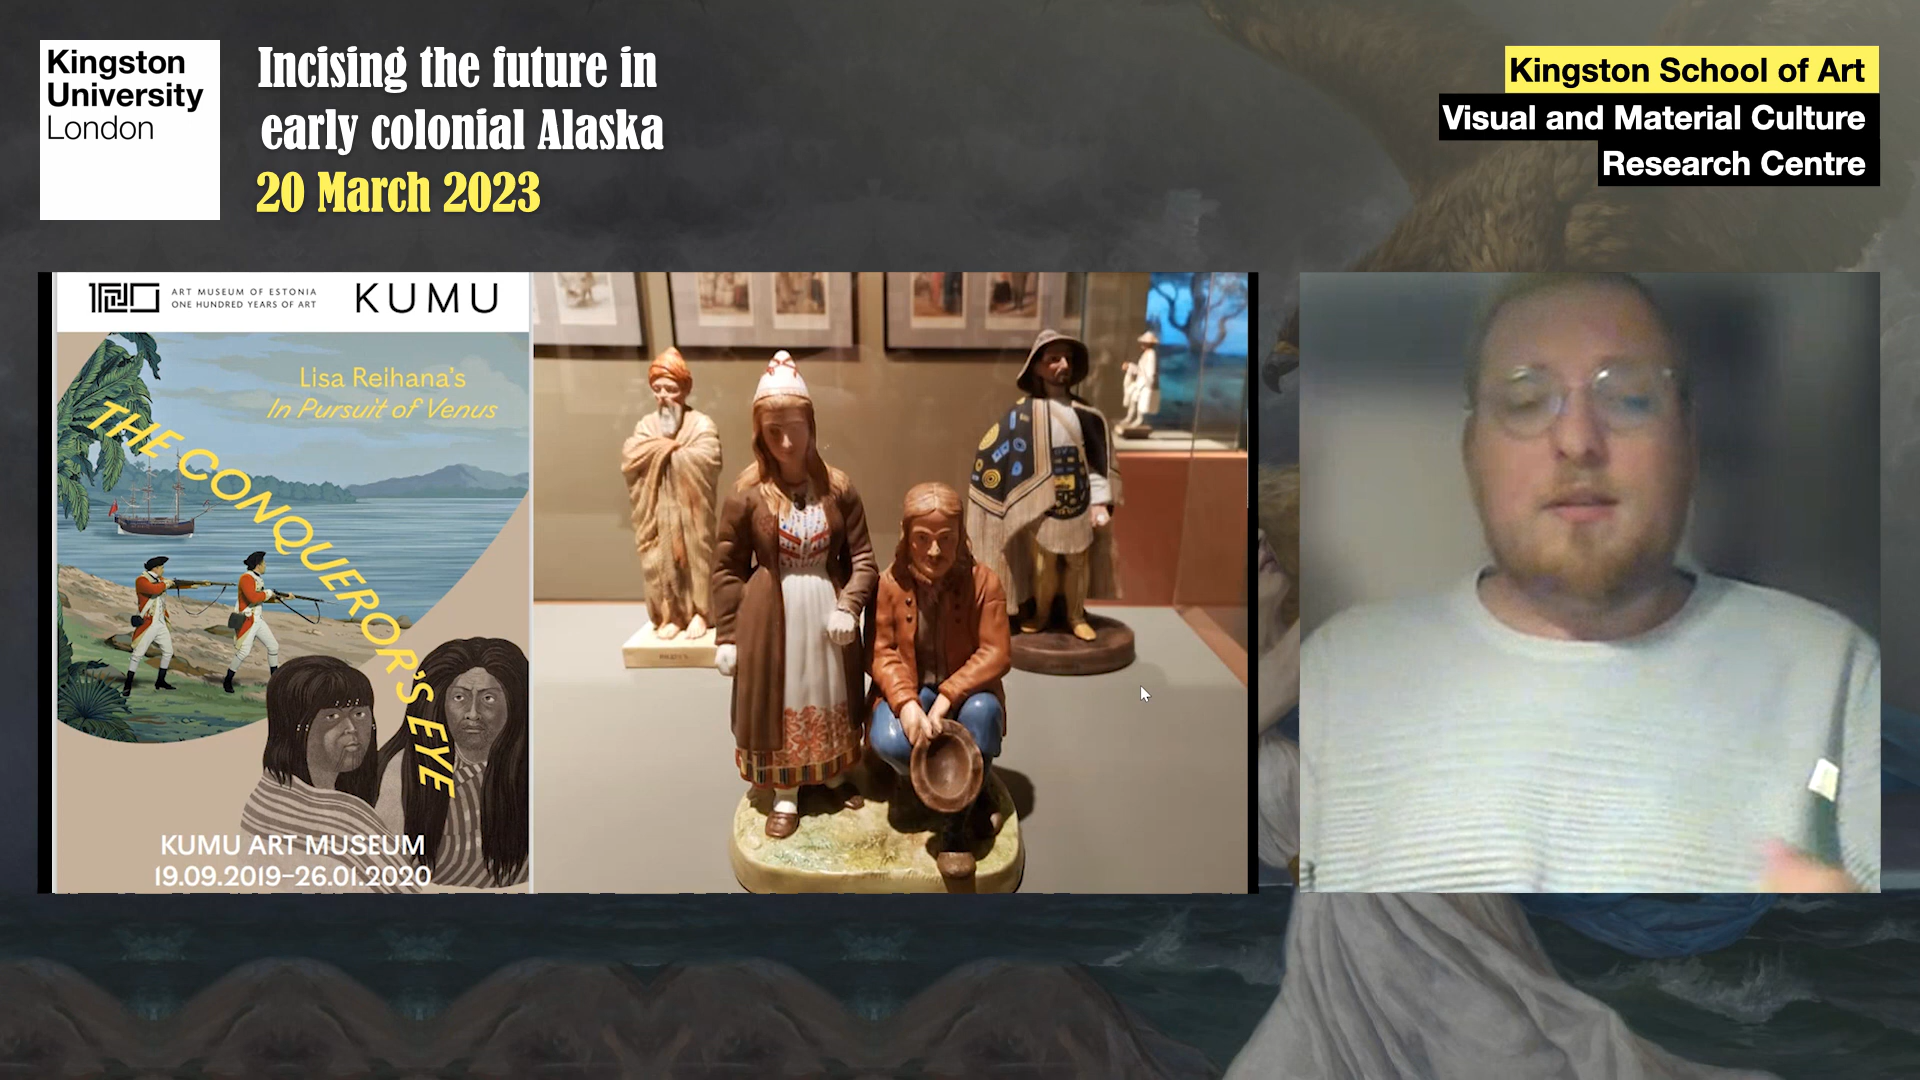 Kingston
University
London
Incising the future in
early colonial Alaska
20 March 2023
Kingston School of Art
Visual and Material Culture
Research Centre
ART MUSEUM OF ESTONIA
ONE HUNDRED YEARS OF ART
KUMU
Lisa Reihana's
In Pursuit of Venus
THE CONQUEROR'S EYE
KUMU ART MUSEUM
19.09.2019–26.01.2020